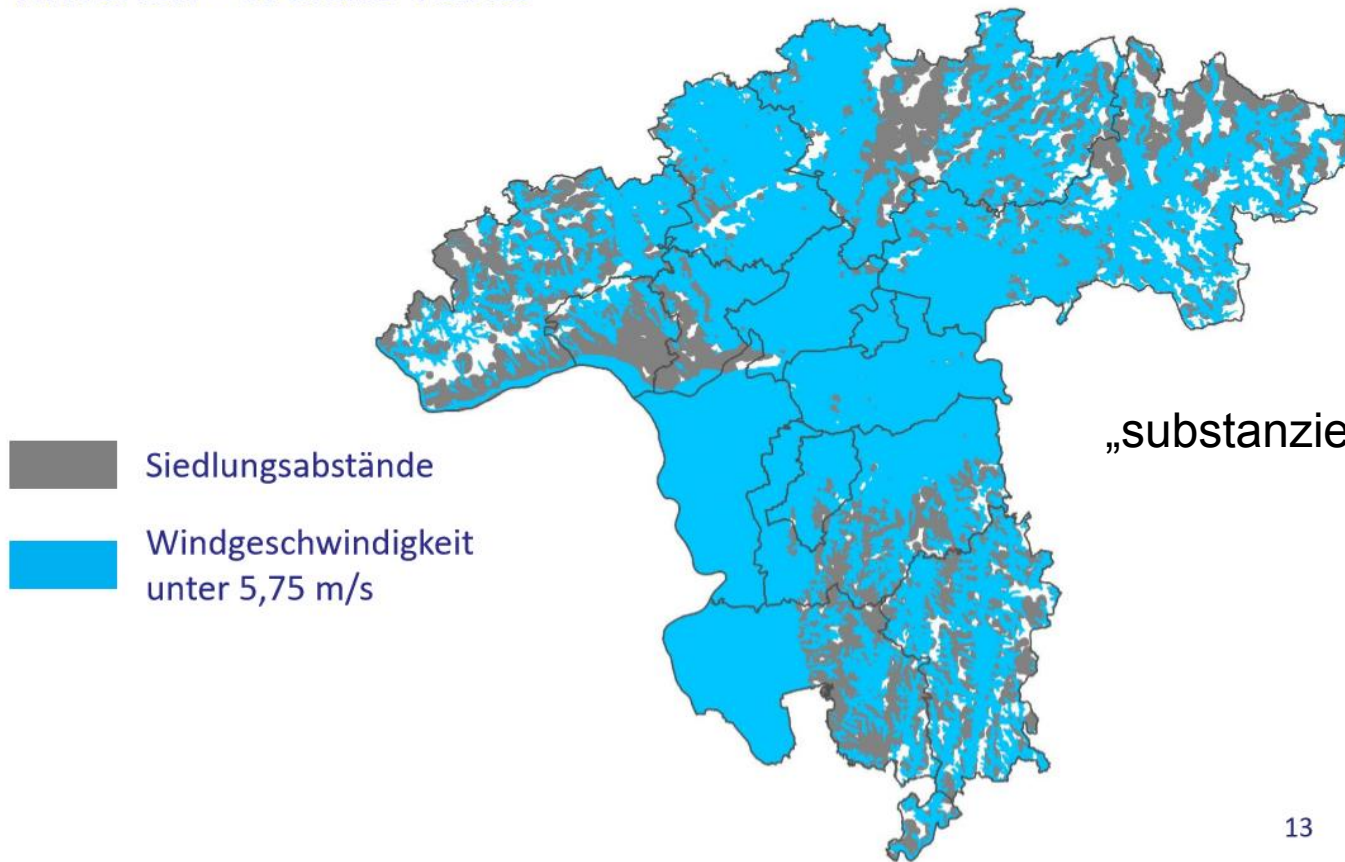 Siedlungsabstände
Windgeschwindigkeit
unter 5,75 m/s
„substanzie
13